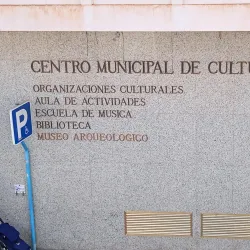 CENTRO MUNICIPAL DE CULTU
ORGANIZACIONES CULTURALES
AULA DE ACTIVIDADES
ESCUELA DE MUSICA
BIBLIOTECA
MUSEO ARQUEOLOGICO
P